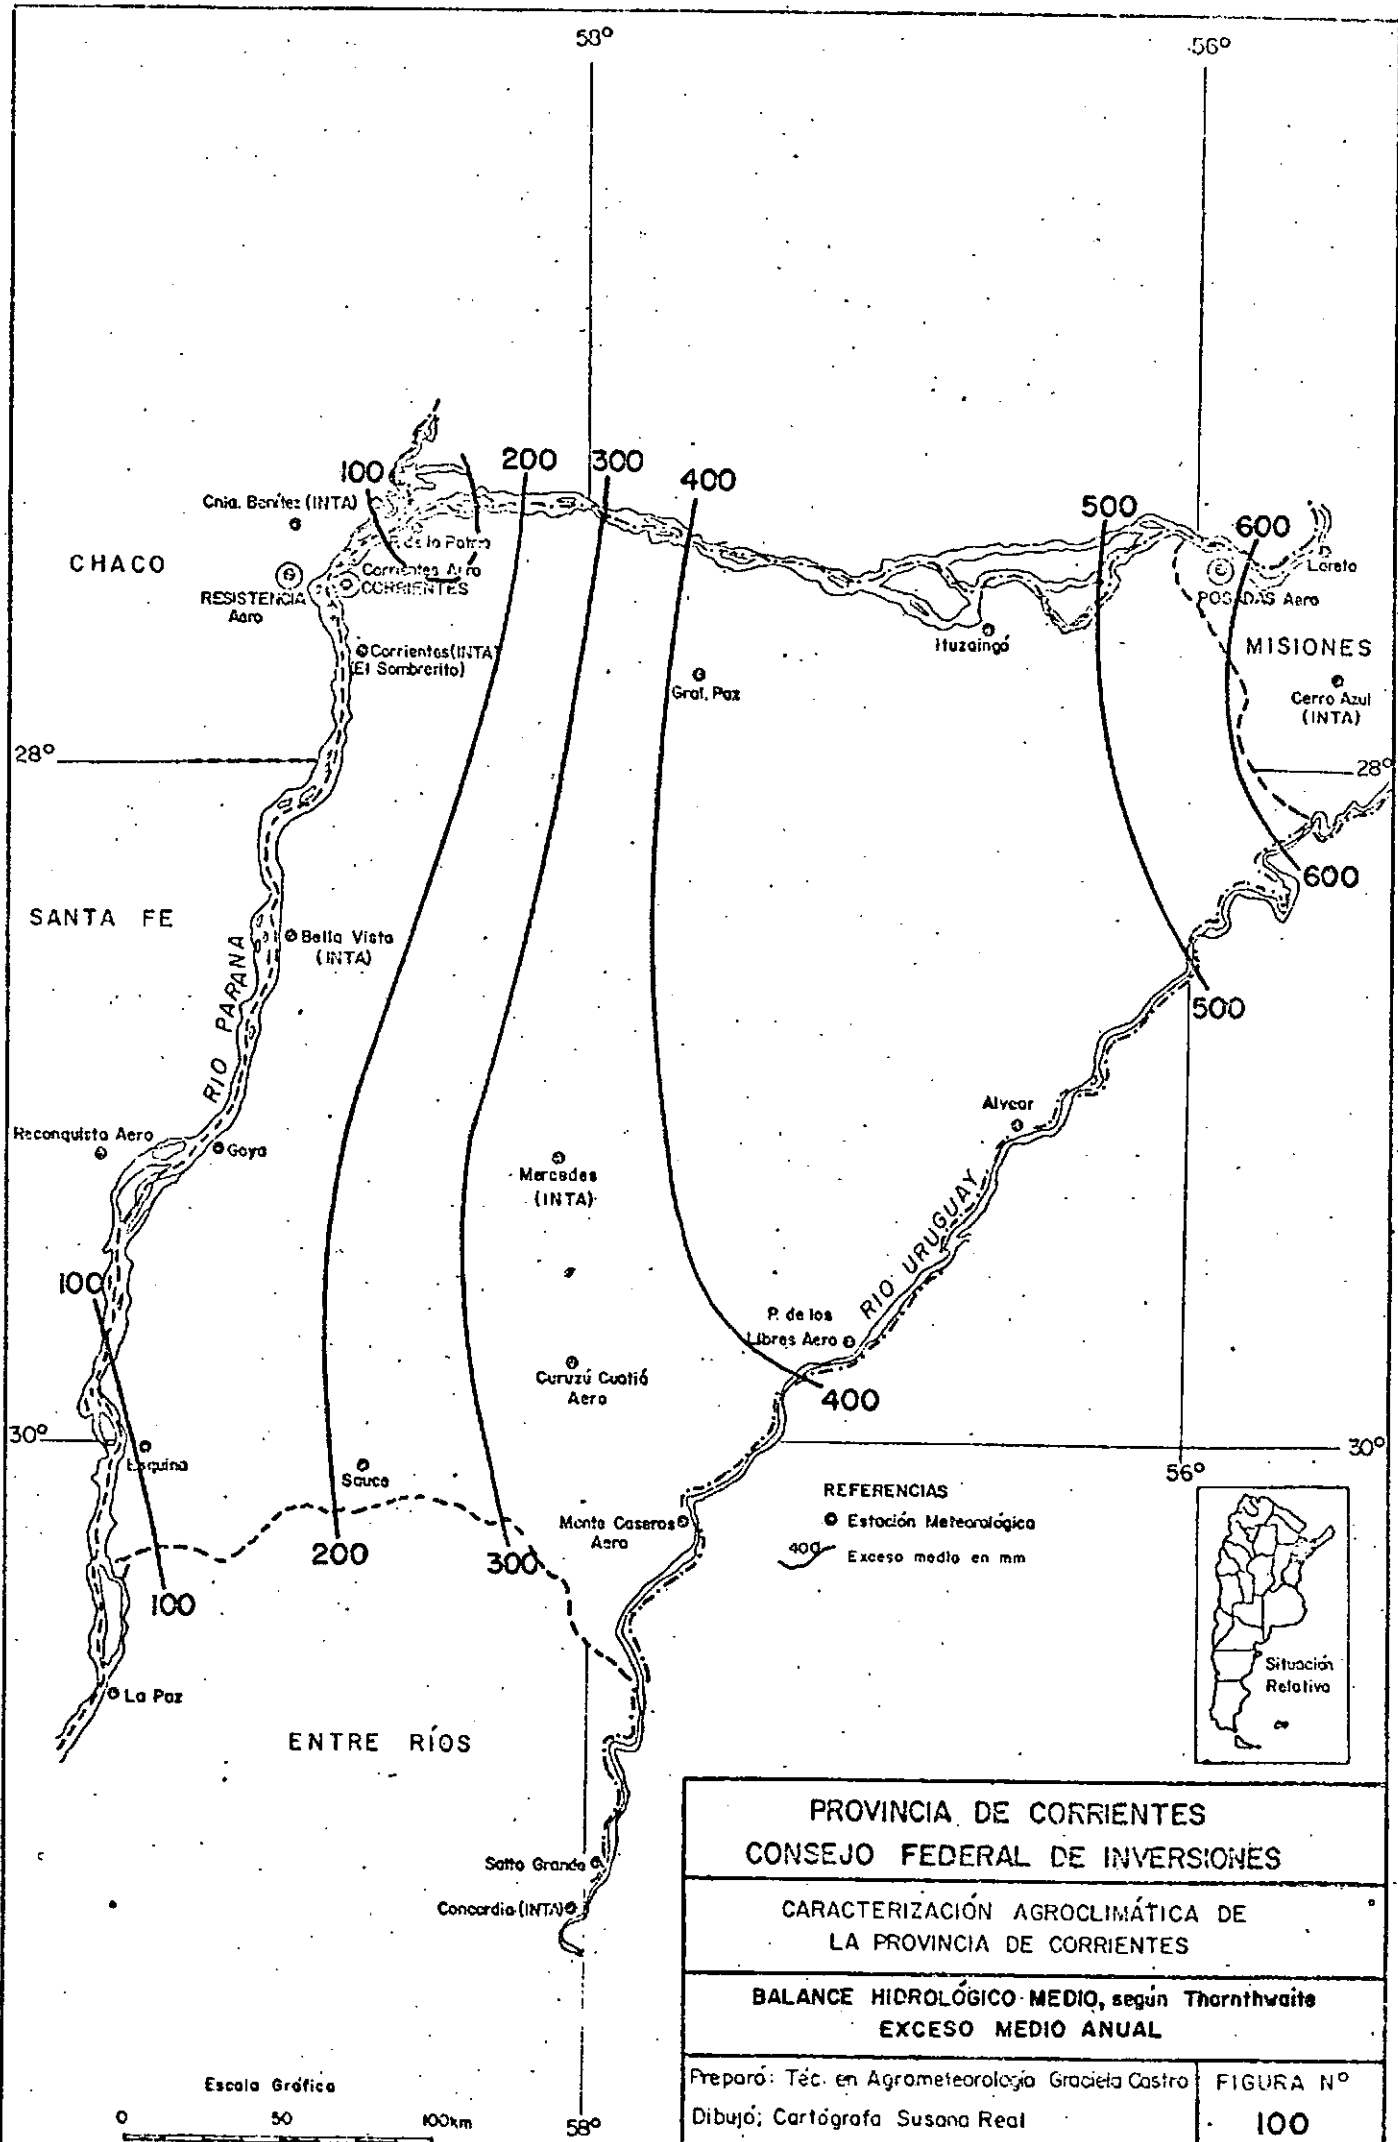 58°
56°
100
200
300
400
500
600
Cnia. Benítez (INTA)
P. de la Patria
CHACO
Corrientes Aero
CORRIENTES
RESISTENCIA
Aero
Loreto
POSADAS Aero
Corrientes (INTA)
(El Sombrerito)
Ituzaingó
MISIONES
Gral. Paz
Cerro Azul
(INTA)
28°
28°
600
SANTA FE
Bella Vista
(INTA)
RIO PARANA
500
Alvear
Reconquista Aero
Goya
Mercedes
(INTA)
RIO URUGUAY
100
P. de los
Libres Aero
Curuzú Cuatiá
Aero
400
30°
30°
Esquina
Sauce
56°
REFERENCIAS
Estación Meteorológica
400 Exceso medio en mm
Monte Caseros
Aero
200
300
100
Situación
Relativa
La Paz
ENTRE RÍOS
PROVINCIA DE CORRIENTES
CONSEJO FEDERAL DE INVERSIONES
Salto Grande
Concordia (INTA)
CARACTERIZACIÓN AGROCLIMÁTICA DE
LA PROVINCIA DE CORRIENTES
BALANCE HIDROLÓGICO MEDIO, según Thornthwaite
EXCESO MEDIO ANUAL
Preparó: Téc. en Agrometeorología Graciela Castro
Dibujó; Cartógrafa Susana Real
FIGURA Nº
100
Escala Gráfica
0 50 100km
58°